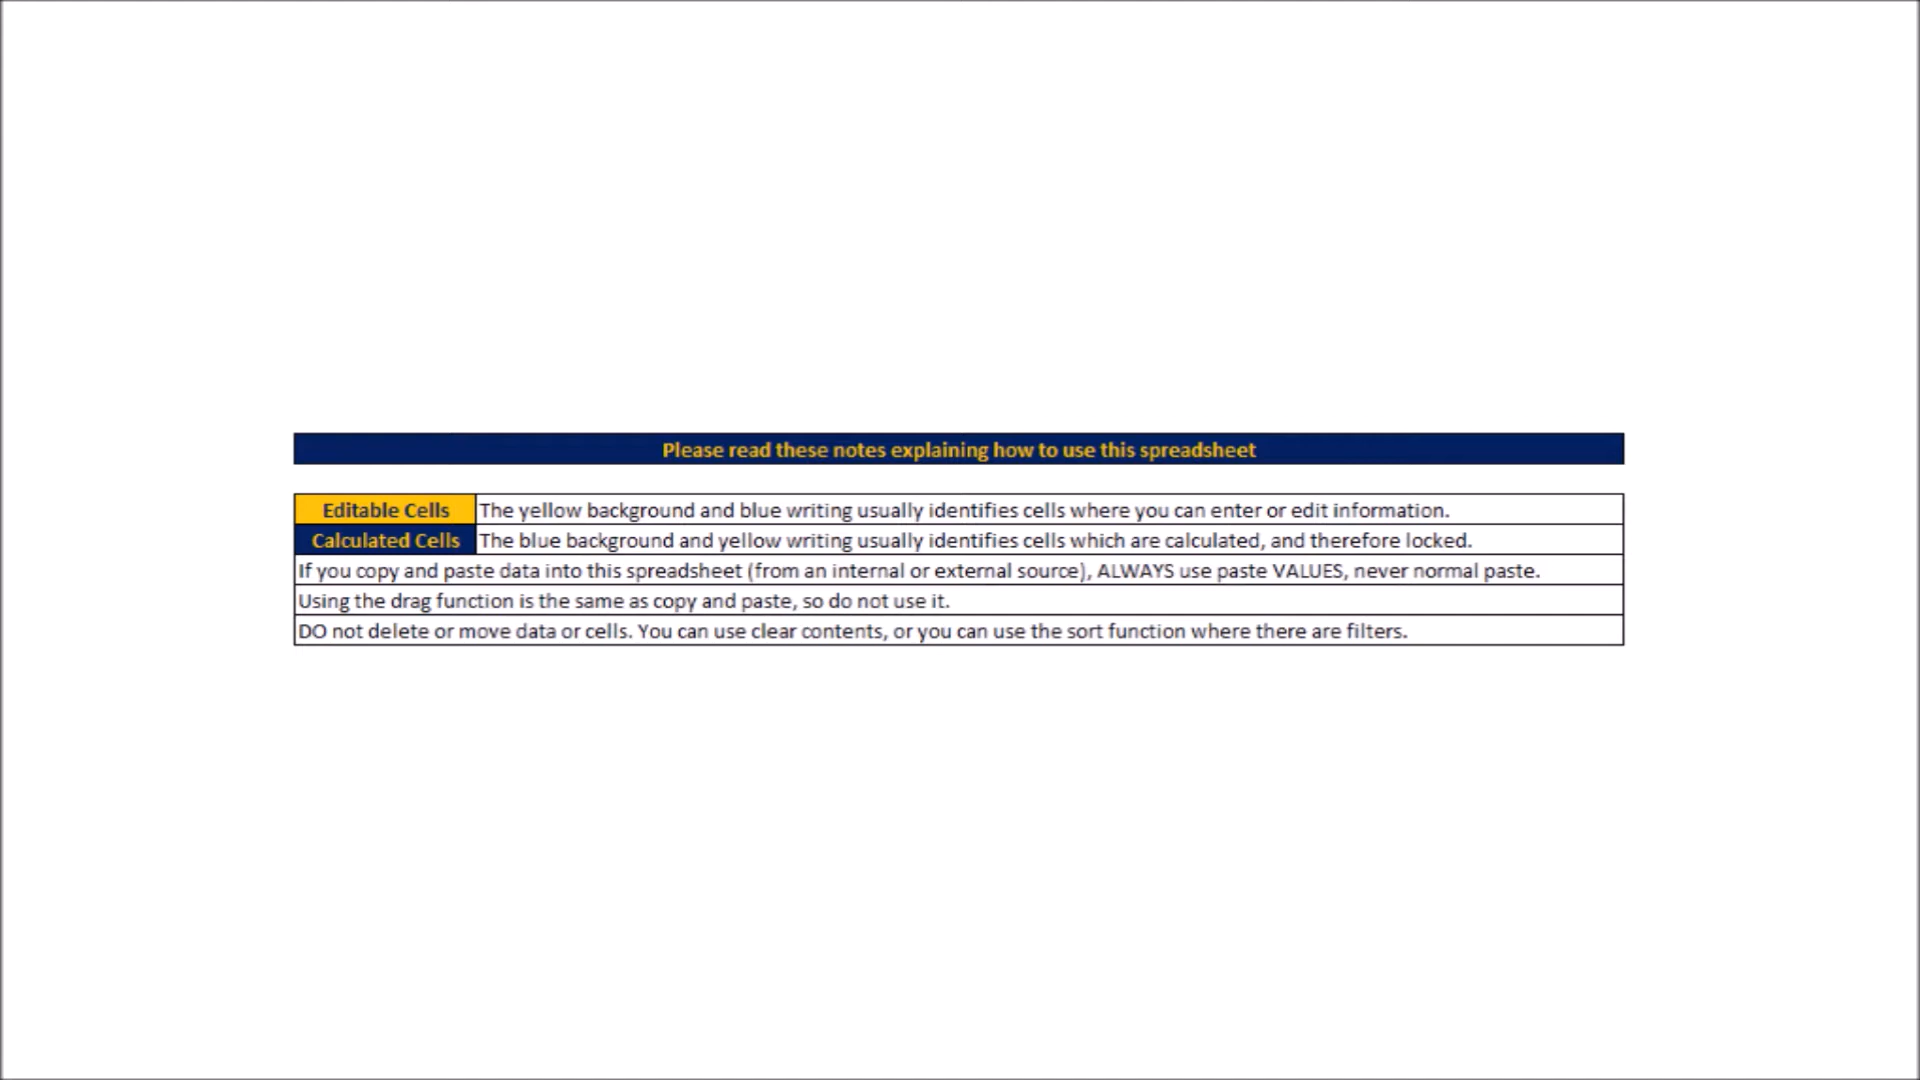 Please read these notes explaining how to use this spreadsheet
Editable Cells The yellow background and blue writing usually identifies cells where you can enter or edit information.
Calculated Cells The blue background and yellow writing usually identifies cells which are calculated, and therefore locked.
If you copy and paste data into this spreadsheet (from an internal or external source), ALWAYS use paste VALUES, never normal paste.
Using the drag function is the same as copy and paste, so do not use it.
DO not delete or move data or cells. You can use clear contents, or you can use the sort function where there are filters.